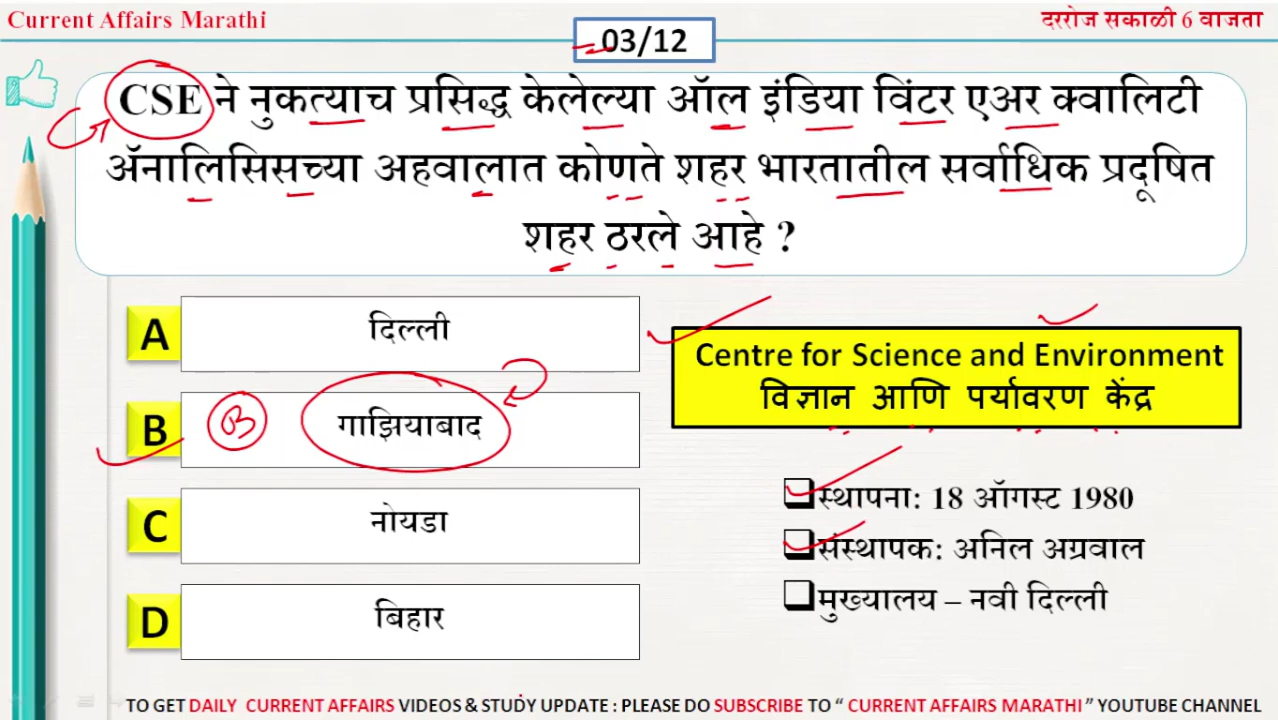 Current Affairs Marathi
दररोज सकाळी 6 वाजता
03/12
CSE ने नुकत्याच प्रसिद्ध केलेल्या ऑल इंडिया विंटर एअर क्वालिटी
ॲनालिसिसच्या अहवालात कोणते शहर भारतातील सर्वाधिक प्रदूषित
शहर ठरले आहे ?
A दिल्ली
B B गाझियाबाद
C नोयडा
D बिहार
Centre for Science and Environment
विज्ञान आणि पर्यावरण केंद्र
स्थापना: 18 ऑगस्ट 1980
संस्थापक: अनिल अग्रवाल
मुख्यालय – नवी दिल्ली
TO GET DAILY CURRENT AFFAIRS VIDEOS & STUDY UPDATE : PLEASE DO SUBSCRIBE TO “ CURRENT AFFAIRS MARATHI ” YOUTUBE CHANNEL